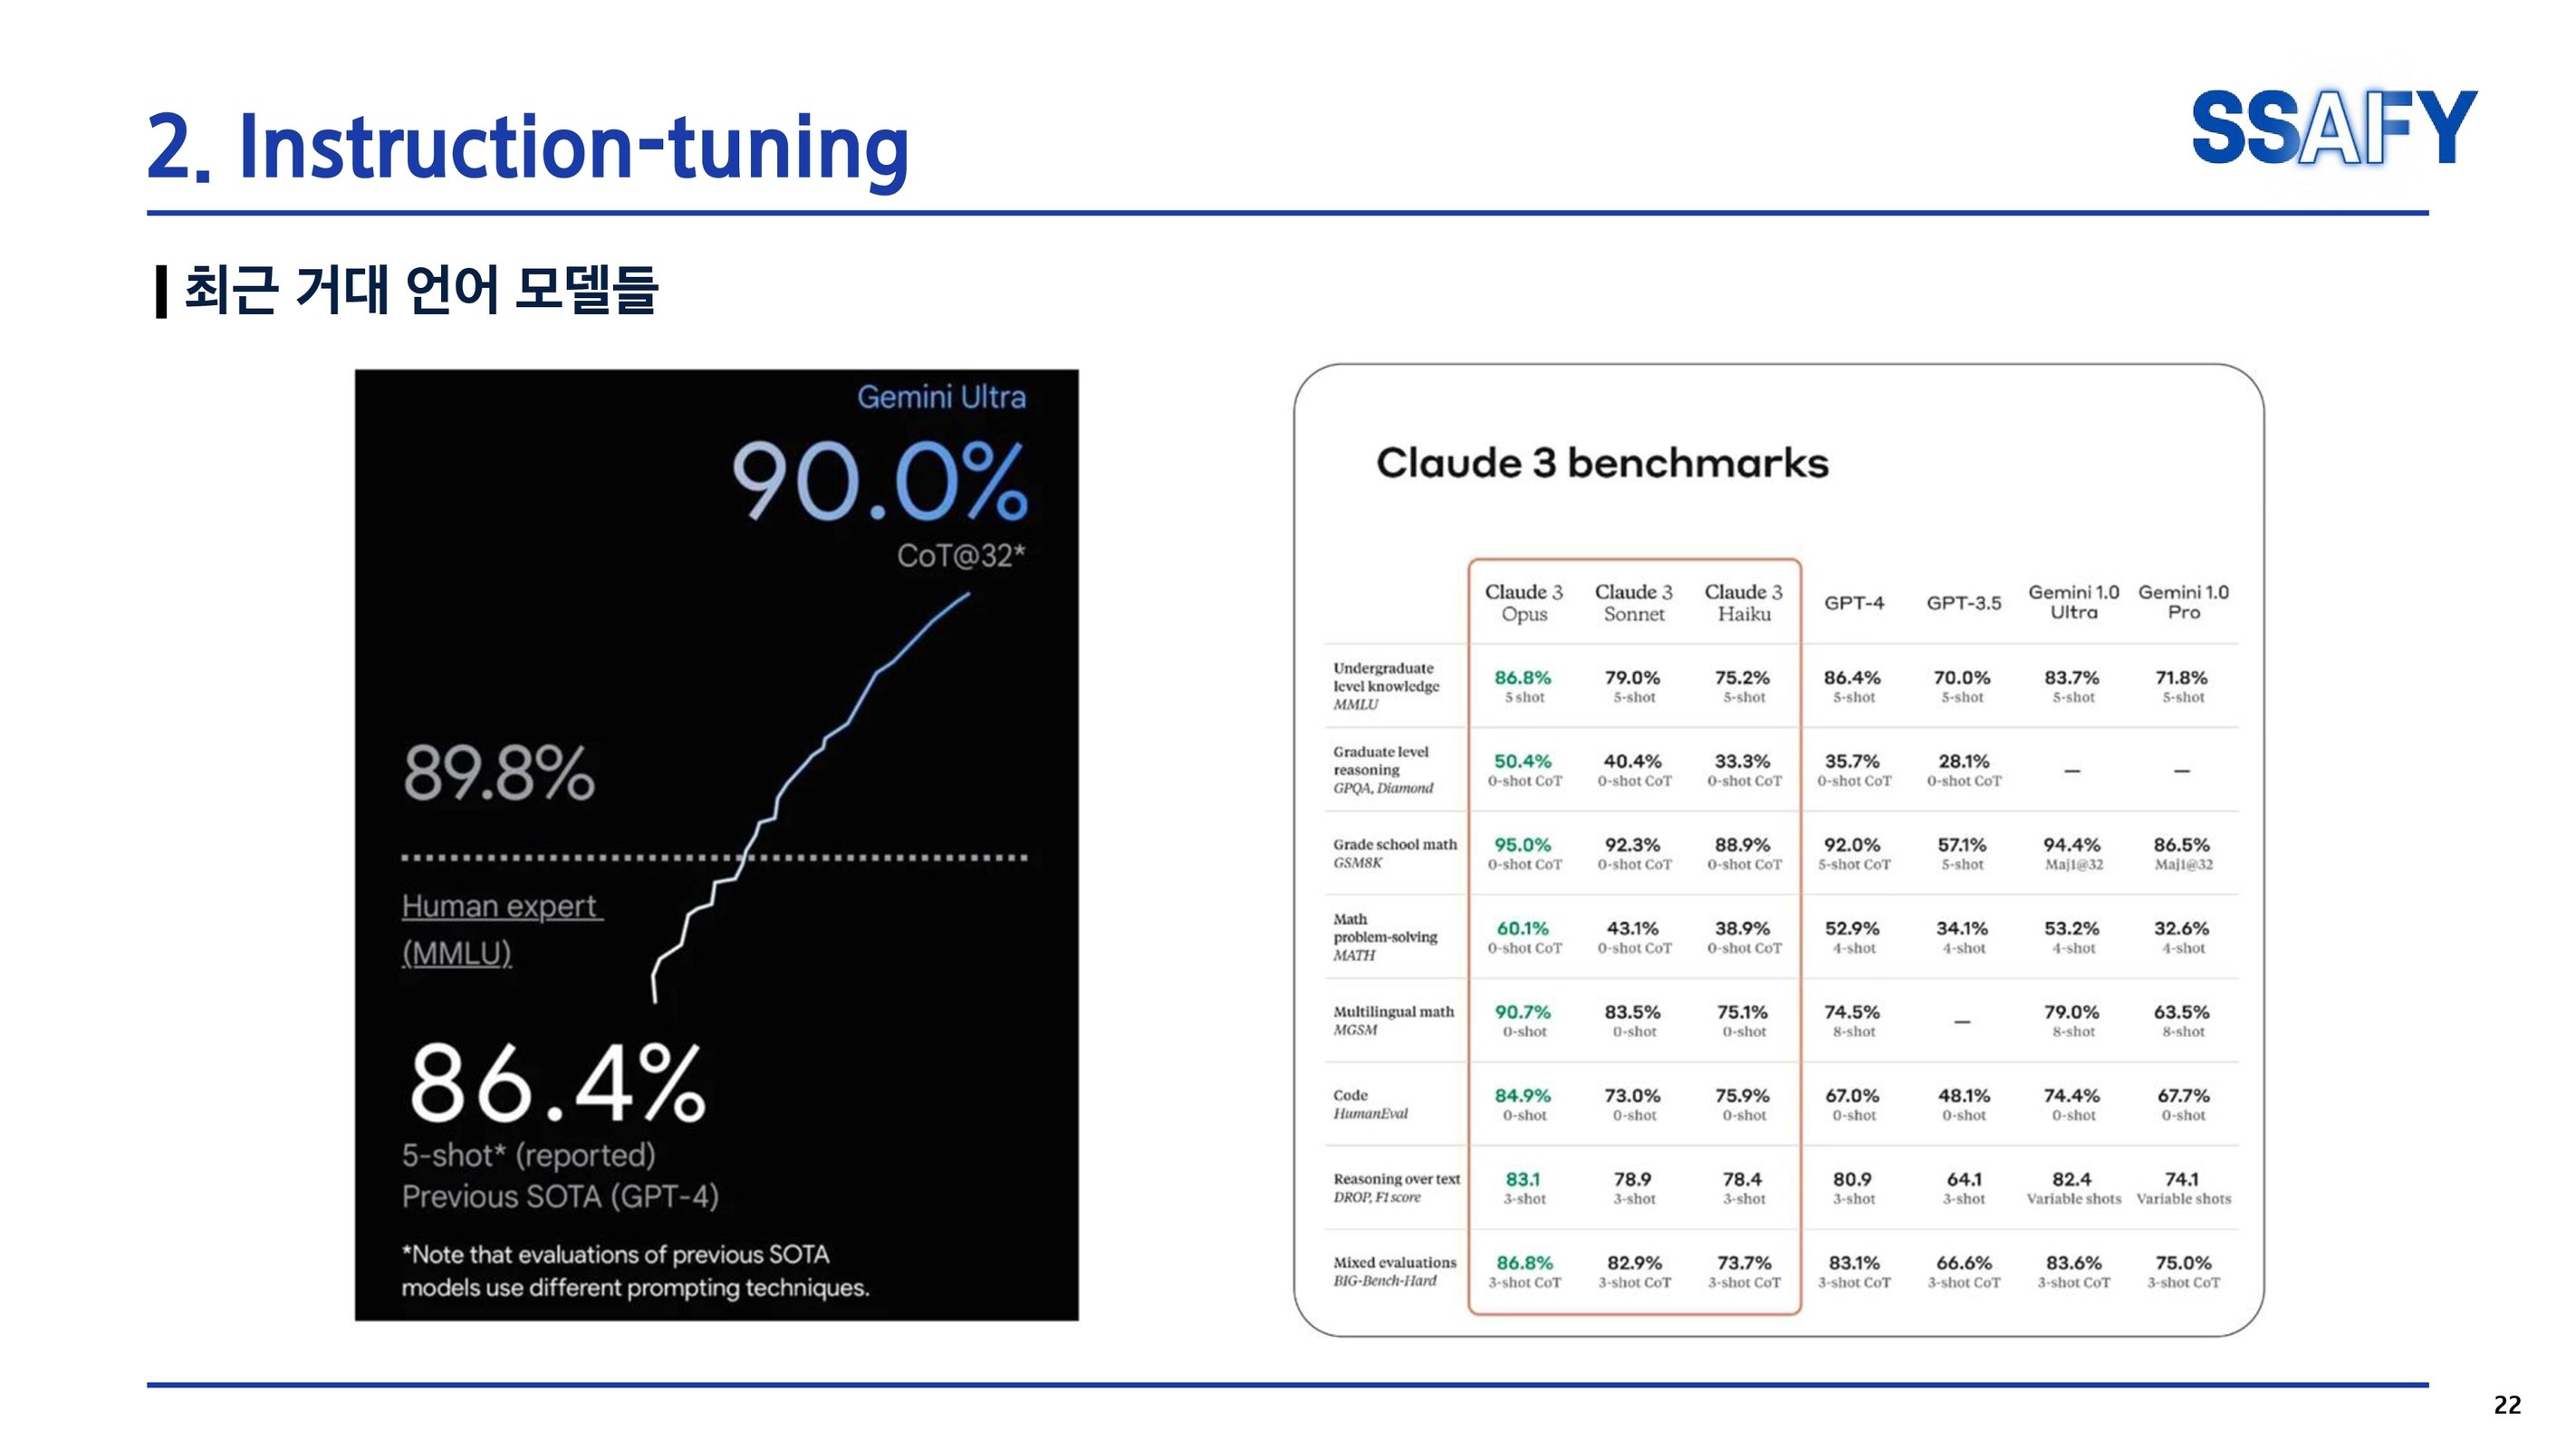 2. Instruction-tuning
SSAFY
최근 거대 언어 모델들
Gemini Ultra
90.0%
CoT@32*
89.8%
Human expert
(MMLU)
86.4%
5-shot* (reported)
Previous SOTA (GPT-4)
*Note that evaluations of previous SOTA
models use different prompting techniques.
Claude 3 benchmarks
Claude 3 Opus
Claude 3 Sonnet
Claude 3 Haiku
GPT-4
GPT-3.5
Gemini 1.0 Ultra
Gemini 1.0 Pro
Undergraduate
level knowledge
MMLU
86.8% 79.0% 75.2% 86.4% 70.0% 83.7% 71.8%
5 shot 5-shot 5-shot 5-shot 5-shot 5-shot 5-shot
Graduate level
reasoning
GPQA, Diamond
50.4% 40.4% 33.3% 35.7% 28.1% — —
0-shot CoT 0-shot CoT 0-shot CoT 0-shot CoT 0-shot CoT
Grade school math
GSM8K
95.0% 92.3% 88.9% 92.0% 57.1% 94.4% 86.5%
0-shot CoT 0-shot CoT 0-shot CoT 5-shot CoT 5-shot Maj1@32 Maj1@32
Math
problem-solving
MATH
60.1% 43.1% 38.9% 52.9% 34.1% 53.2% 32.6%
0-shot CoT 0-shot CoT 0-shot CoT 4-shot 4-shot 4-shot 4-shot
Multilingual math
MGSM
90.7% 83.5% 75.1% 74.5% — 79.0% 63.5%
0-shot 0-shot 0-shot 8-shot 8-shot 8-shot
Code
HumanEval
84.9% 73.0% 75.9% 67.0% 48.1% 74.4% 67.7%
0-shot 0-shot 0-shot 0-shot 0-shot 0-shot 0-shot
Reasoning over text
DROP, F1 score
83.1 78.9 78.4 80.9 64.1 82.4 74.1
3-shot 3-shot 3-shot 3-shot 3-shot Variable shots Variable shots
Mixed evaluations
BIG-Bench-Hard
86.8% 82.9% 73.7% 83.1% 66.6% 83.6% 75.0%
3-shot CoT 3-shot CoT 3-shot CoT 3-shot CoT 3-shot CoT 3-shot CoT 3-shot CoT
22